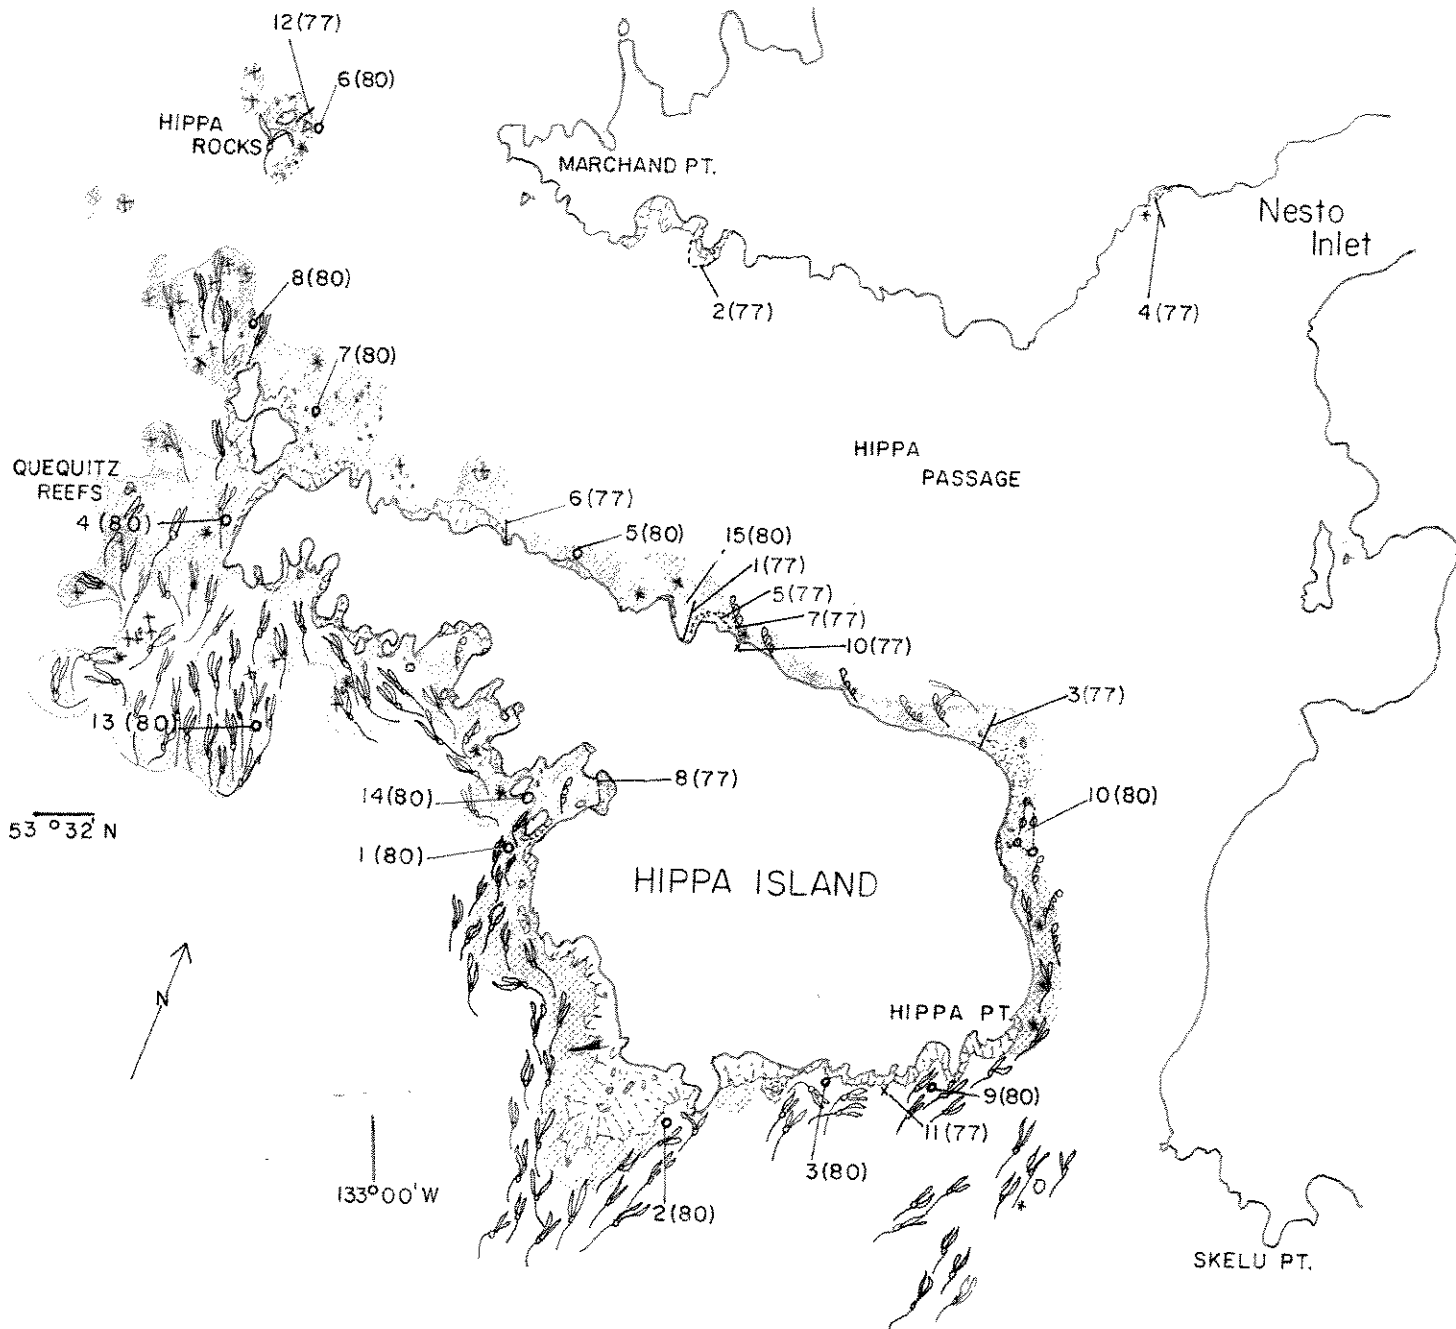 12(77)
6(80)
HIPPA
ROCKS
MARCHAND PT.
Nesto
Inlet
2(77)
4(77)
8(80)
7(80)
HIPPA
PASSAGE
QUEQUITZ
REEFS
4(80)
6(77)
5(80)
15(80)
1(77)
5(77)
7(77)
10(77)
3(77)
13(80)
8(77)
14(80)
10(80)
53°32'N
1(80)
HIPPA ISLAND
N
HIPPA PT.
9(80)
11(77)
3(80)
133°00'W
2(80)
SKELU PT.